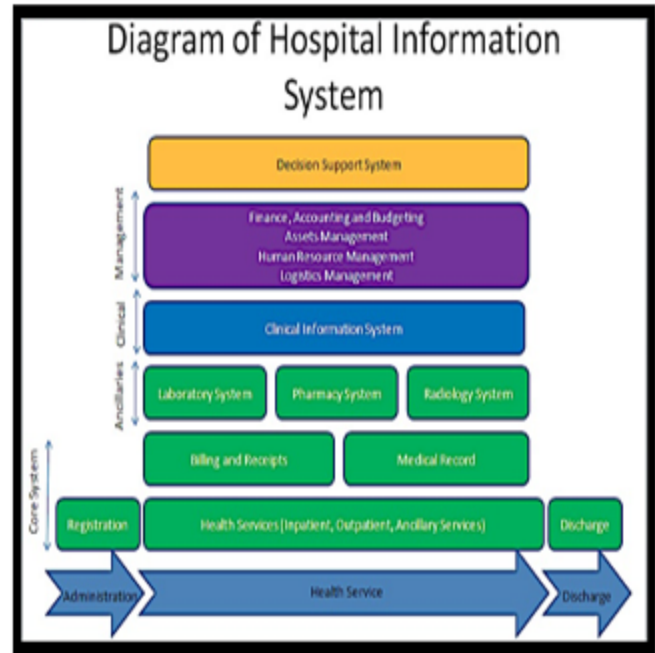 Diagram of Hospital Information
System
Decision Support System
Management
Finance, Accounting and Budgeting
Assets Management
Human Resource Management
Logistics Management
Clinical
Clinical Information System
Ancillaries
Laboratory System
Pharmacy System
Radiology System
Core System
Billing and Receipts
Medical Record
Registration
Health Services (Inpatient, Outpatient, Ancillary Services)
Discharge
Administration
Health Service
Discharge